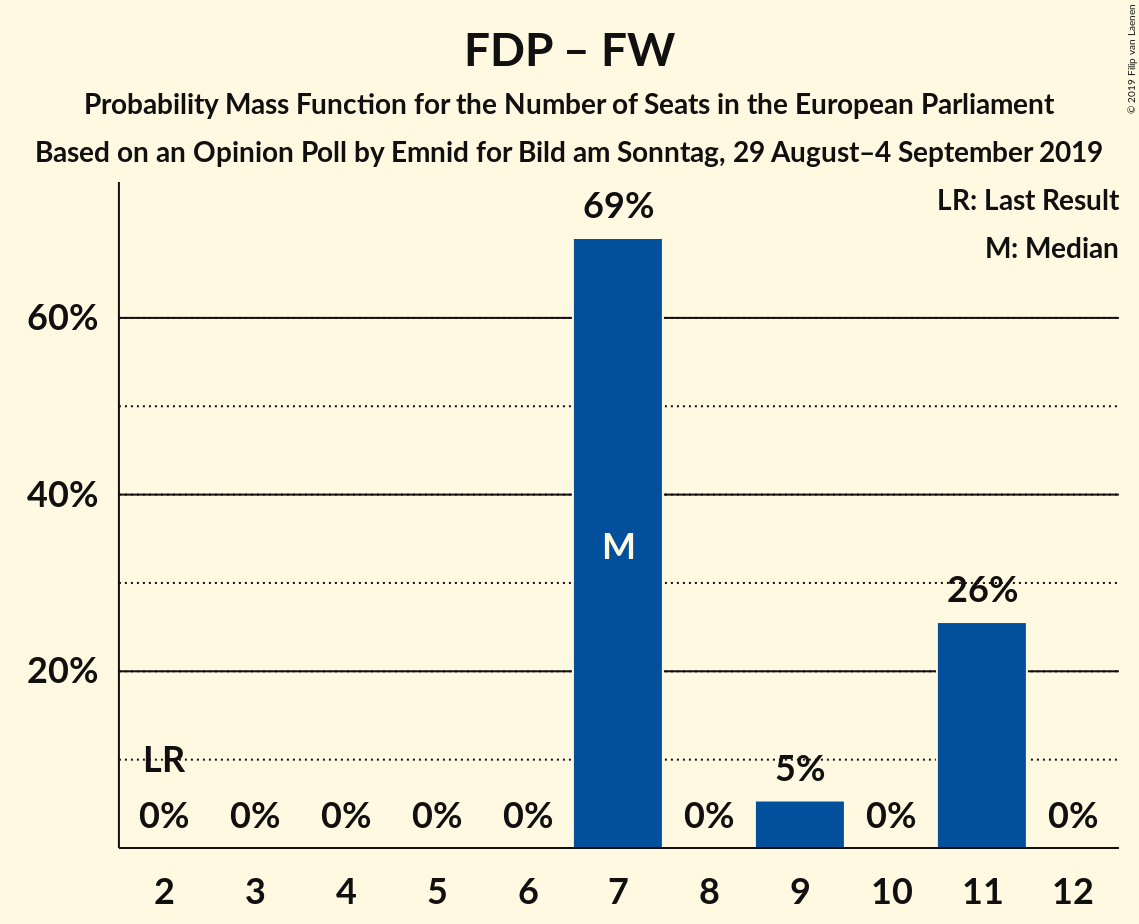 FDP – FW
Probability Mass Function for the Number of Seats in the European Parliament
Based on an Opinion Poll by Emnid for Bild am Sonntag, 29 August–4 September 2019
© 2019 Filip van Laenen
LR: Last Result
M: Median
69%
60%
40%
M
26%
20%
LR
5%
0% 0% 0% 0% 0% 0% 0% 0%
2 3 4 5 6 7 8 9 10 11 12